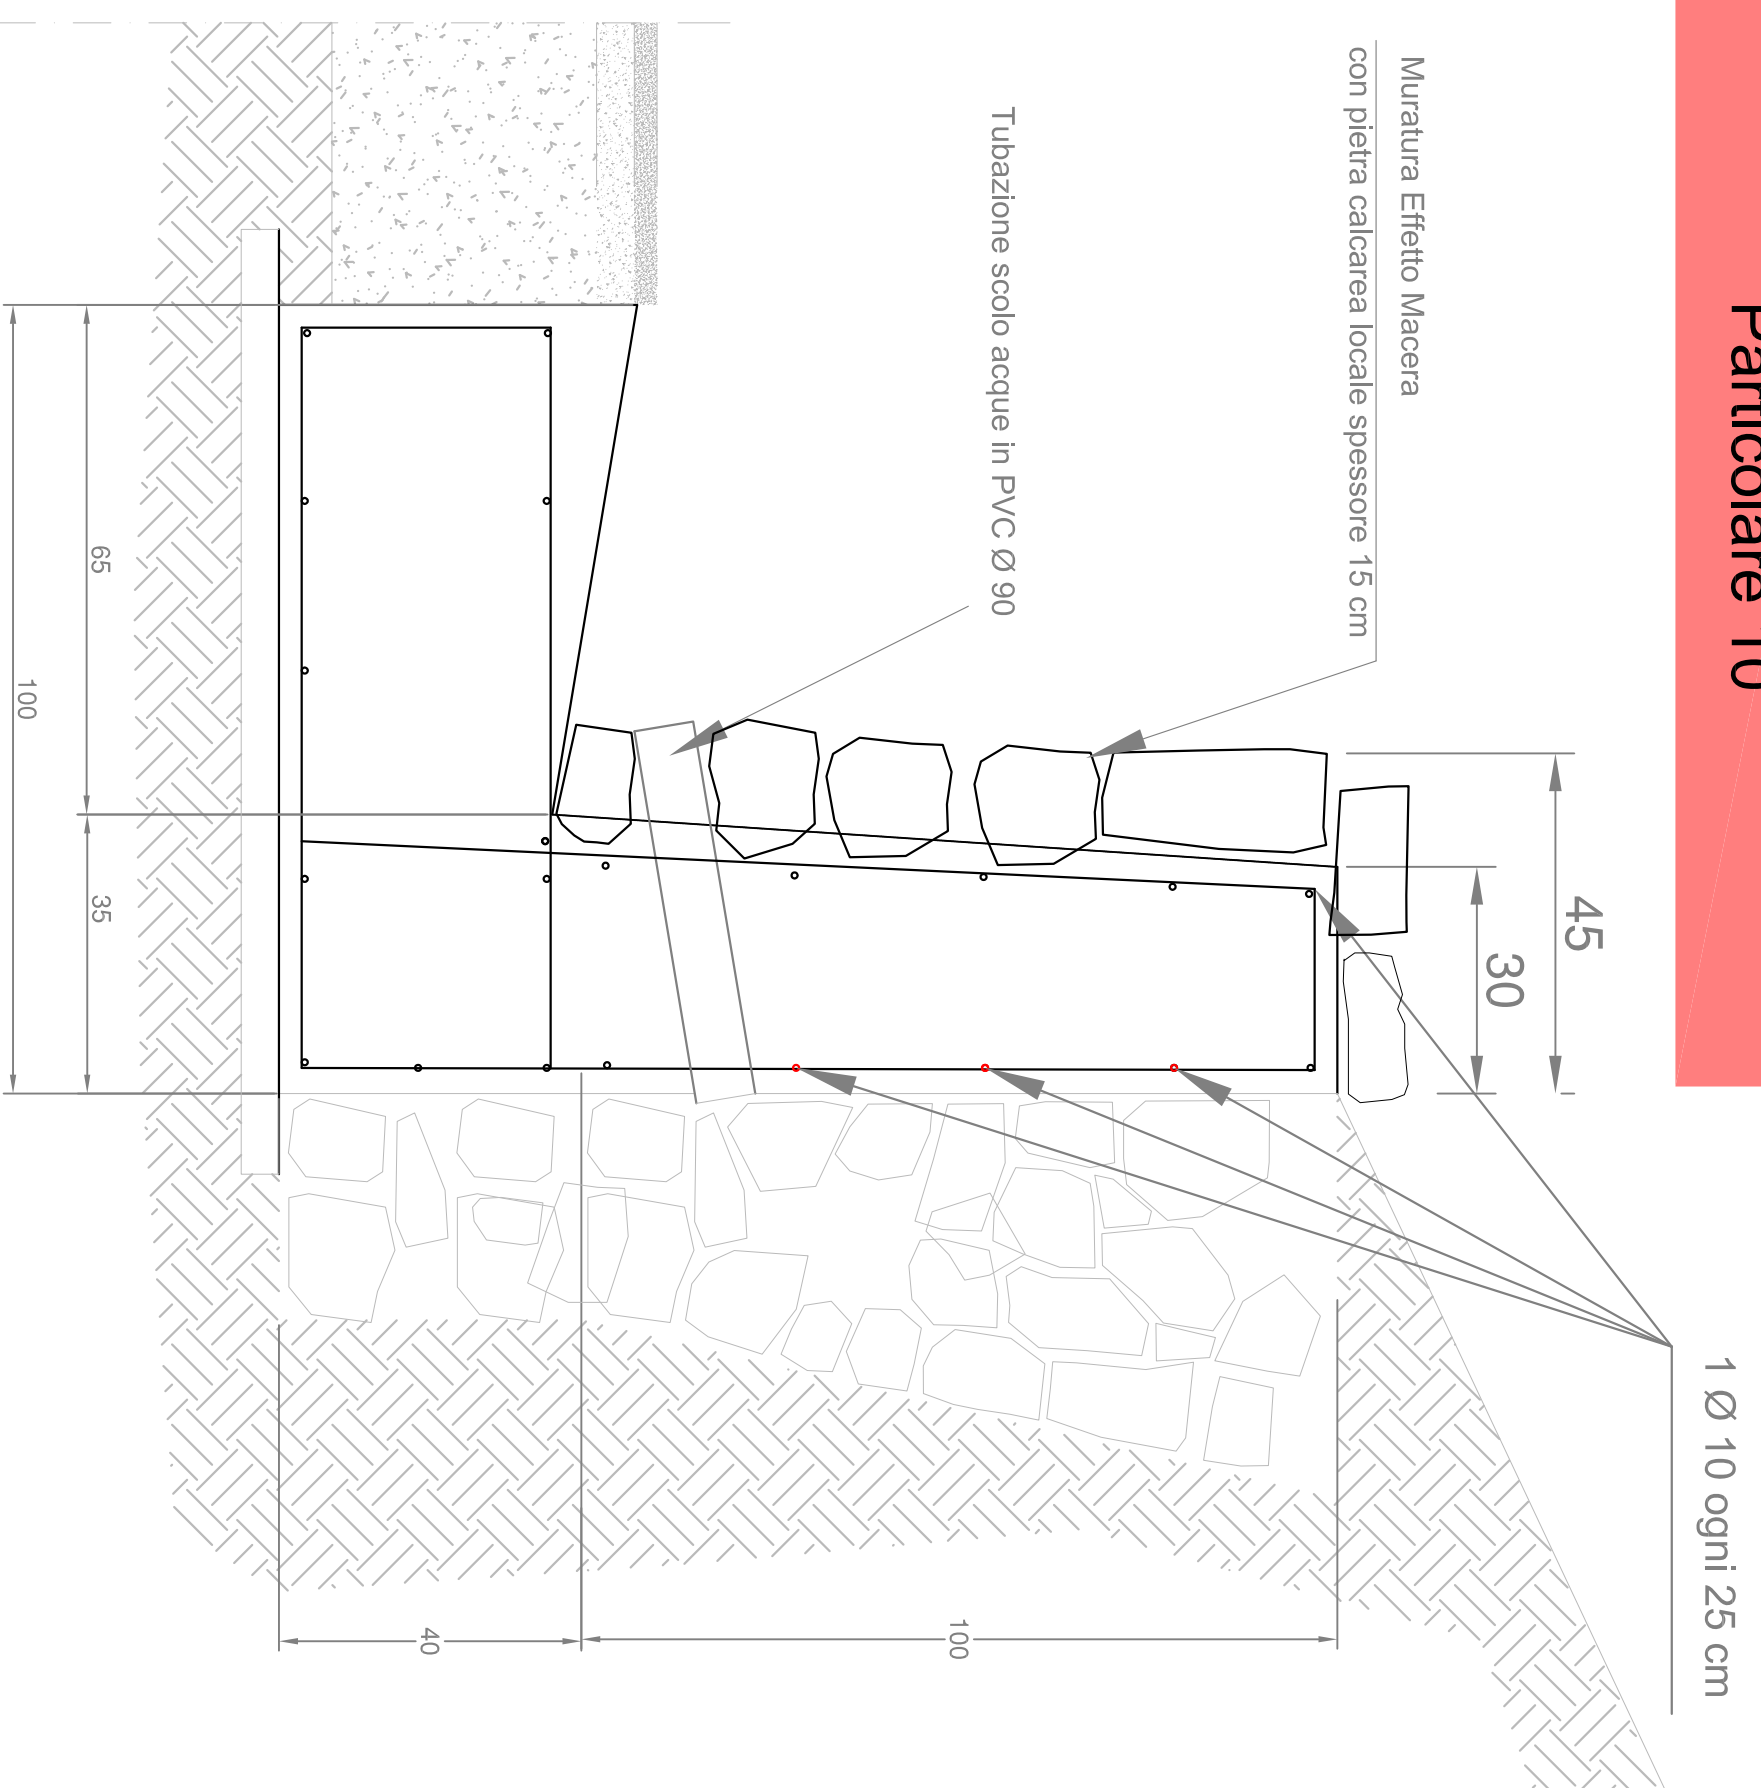 Particolare 10
1 Ø 10 ogni 25 cm
45
30
Muratura Effetto Macera
con pietra calcarea locale spessore 15 cm
Tubazione scolo acque in PVC Ø 90
100
40
65
35
100